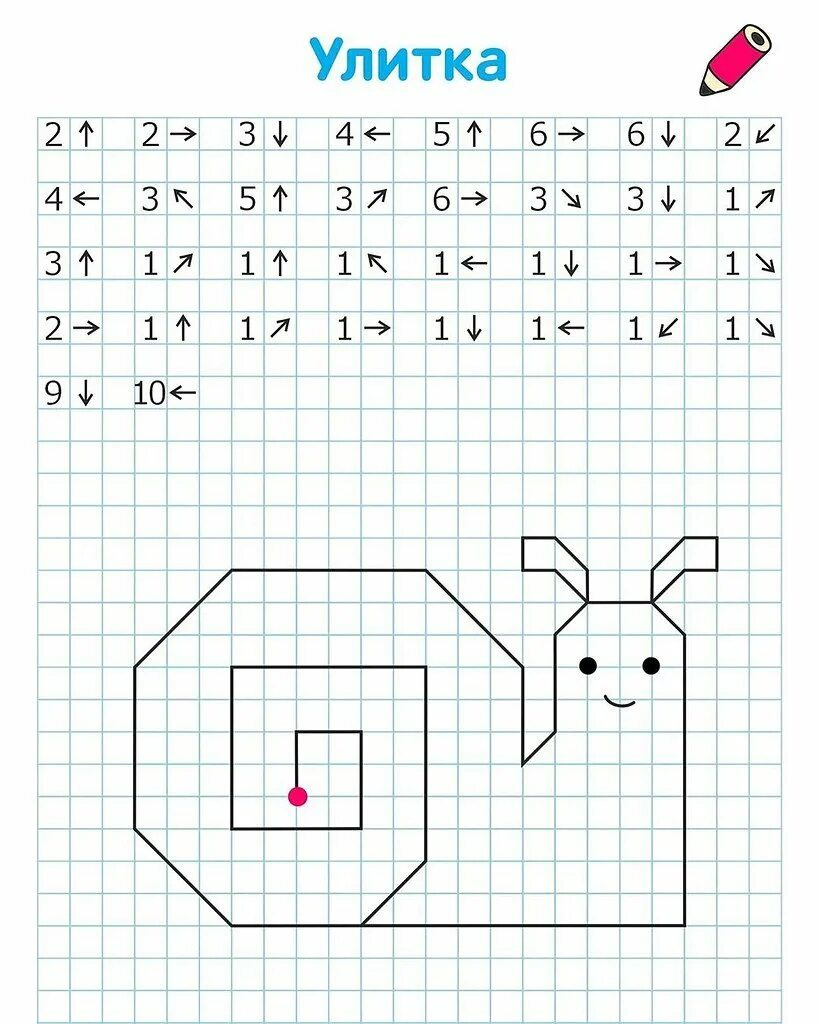 Улитка
2 ↑ 2 → 3 ↓ 4 ← 5 ↑ 6 → 6 ↓ 2 ↙
4 ← 3 ↖ 5 ↑ 3 ↗ 6 → 3 ↘ 3 ↓ 1 ↗
3 ↑ 1 ↗ 1 ↑ 1 ↖ 1 ← 1 ↓ 1 → 1 ↘
2 → 1 ↑ 1 ↗ 1 → 1 ↓ 1 ← 1 ↙ 1 ↘
9 ↓ 10 ←